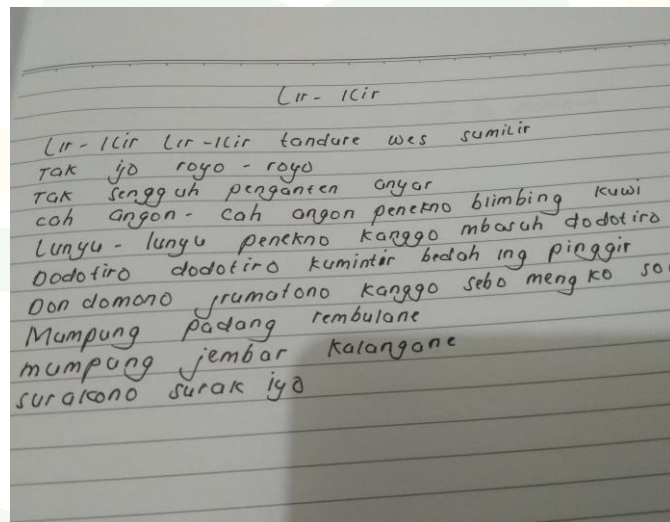 Lir-Ilir
Lir-Ilir Lir-Ilir tandure wes sumilir
Tak ijo royo-royo
Tak sengguh penganten anyar
cah angon-cah angon penekno blimbing kuwi
Lunyu-lunyu penekno kanggo mbasuh dodotiro
Dodotiro dodotiro kumintir bedah ing pinggir
Don domono jrumatono kanggo sebo mengko
Mumpung padang rembulane
mumpung jembar kalangane
surakono surak iyo